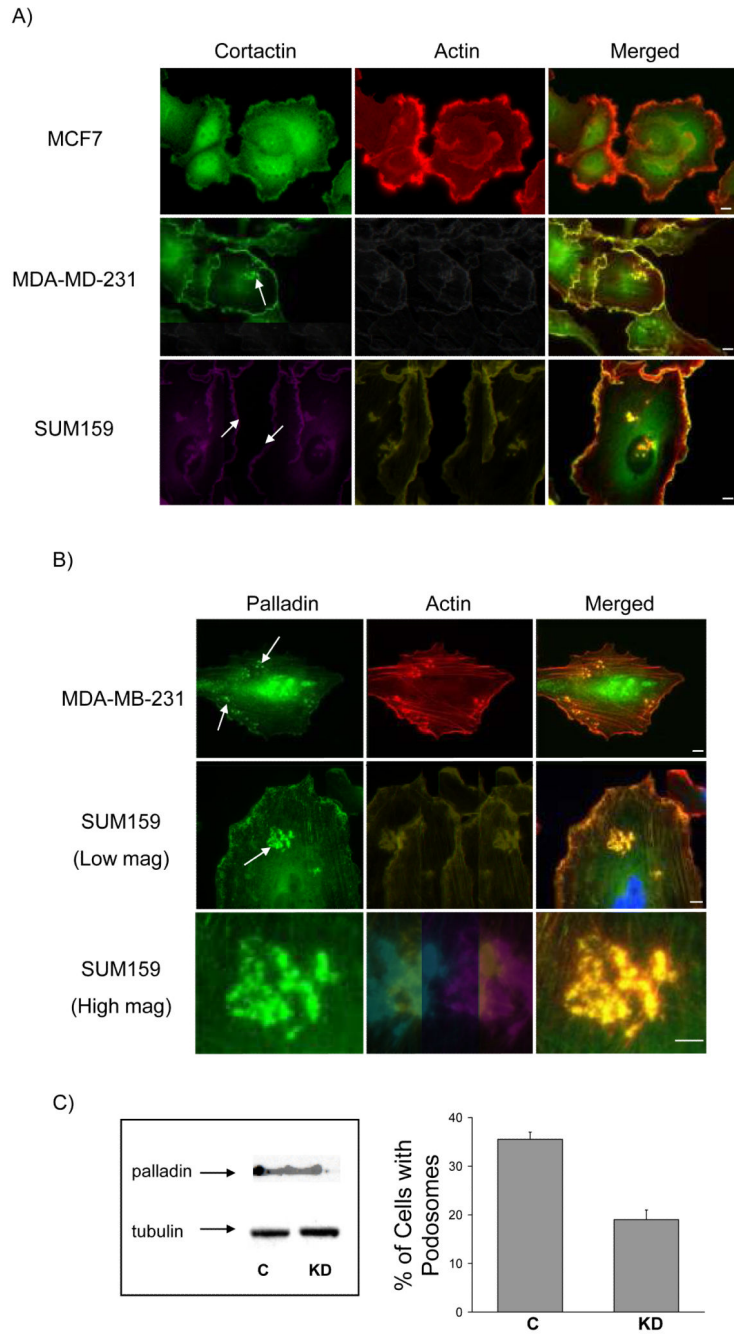 A)
Cortactin Actin Merged
MCF7
MDA-MD-231
SUM159
B)
Palladin Actin Merged
MDA-MB-231
SUM159
(Low mag)
SUM159
(High mag)
C)
palladin
tubulin
C KD
% of Cells with
Podosomes
40
30
20
10
0
C KD